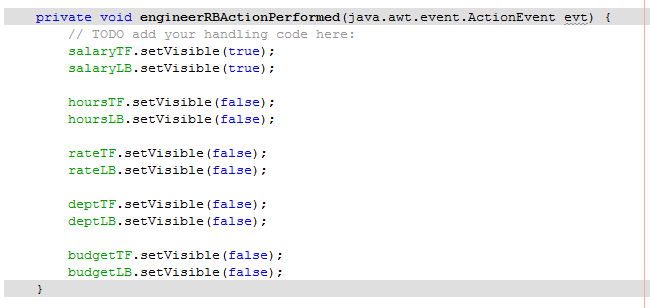 private void engineerRBActionPerformed(java.awt.event.ActionEvent evt) {
// TODO add your handling code here:
salaryTF.setVisible(true);
salaryLB.setVisible(true);
hoursTF.setVisible(false);
hoursLB.setVisible(false);
rateTF.setVisible(false);
rateLB.setVisible(false);
deptTF.setVisible(false);
deptLB.setVisible(false);
budgetTF.setVisible(false);
budgetLB.setVisible(false);
}